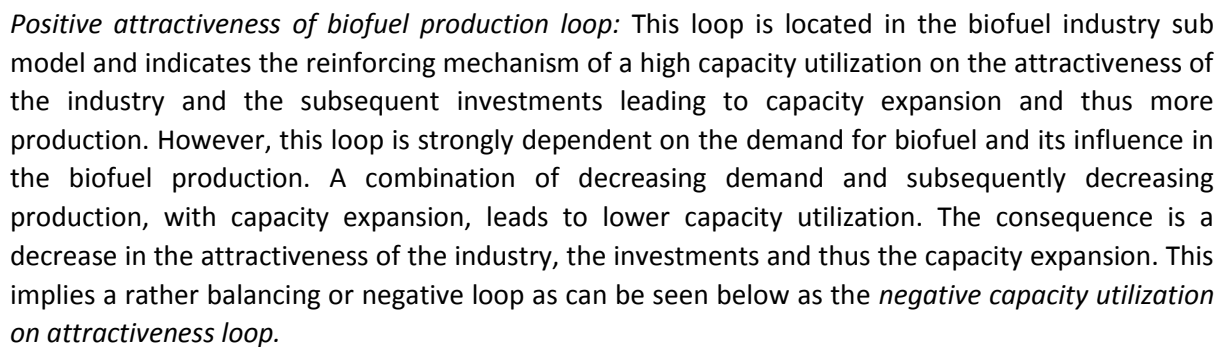 Positive attractiveness of biofuel production loop: This loop is located in the biofuel industry sub
model and indicates the reinforcing mechanism of a high capacity utilization on the attractiveness of
the industry and the subsequent investments leading to capacity expansion and thus more
production. However, this loop is strongly dependent on the demand for biofuel and its influence in
the biofuel production. A combination of decreasing demand and subsequently decreasing
production, with capacity expansion, leads to lower capacity utilization. The consequence is a
decrease in the attractiveness of the industry, the investments and thus the capacity expansion. This
implies a rather balancing or negative loop as can be seen below as the negative capacity utilization
on attractiveness loop.